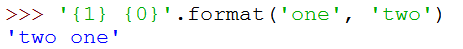 >>> '{1} {0}'.format('one', 'two')
'two one'